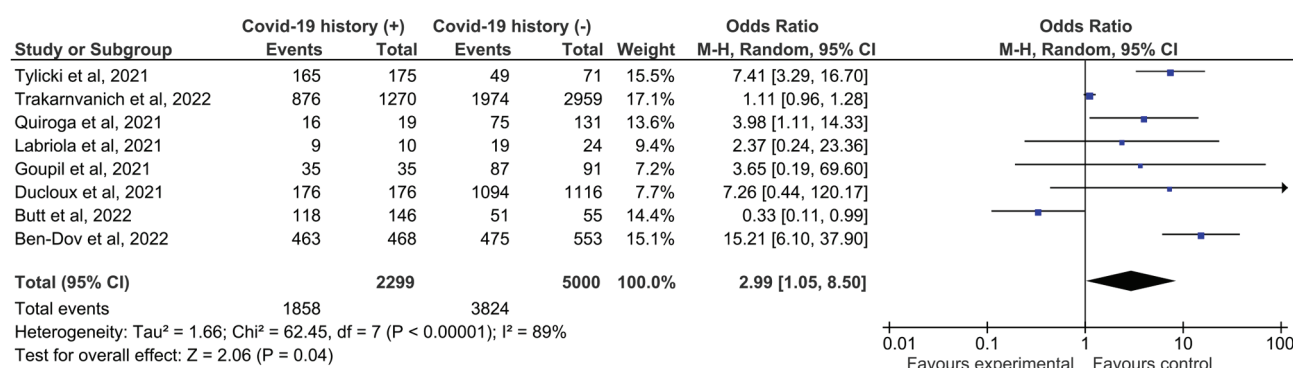 Covid-19 history (+) Covid-19 history (-) Odds Ratio Odds Ratio
Study or Subgroup Events Total Events Total Weight M-H, Random, 95% CI M-H, Random, 95% CI
Tylicki et al, 2021 165 175 49 71 15.5% 7.41 [3.29, 16.70]
Trakarnvanich et al, 2022 876 1270 1974 2959 17.1% 1.11 [0.96, 1.28]
Quiroga et al, 2021 16 19 75 131 13.6% 3.98 [1.11, 14.33]
Labriola et al, 2021 9 10 19 24 9.4% 2.37 [0.24, 23.36]
Goupil et al, 2021 35 35 87 91 7.2% 3.65 [0.19, 69.60]
Ducloux et al, 2021 176 176 1094 1116 7.7% 7.26 [0.44, 120.17]
Butt et al, 2022 118 146 51 55 14.4% 0.33 [0.11, 0.99]
Ben-Dov et al, 2022 463 468 475 553 15.1% 15.21 [6.10, 37.90]
Total (95% CI) 2299 5000 100.0% 2.99 [1.05, 8.50]
Total events 1858 3824
Heterogeneity: Tau² = 1.66; Chi² = 62.45, df = 7 (P < 0.00001); I² = 89%
Test for overall effect: Z = 2.06 (P = 0.04)
0.01 0.1 1 10 100
Favours experimental Favours control